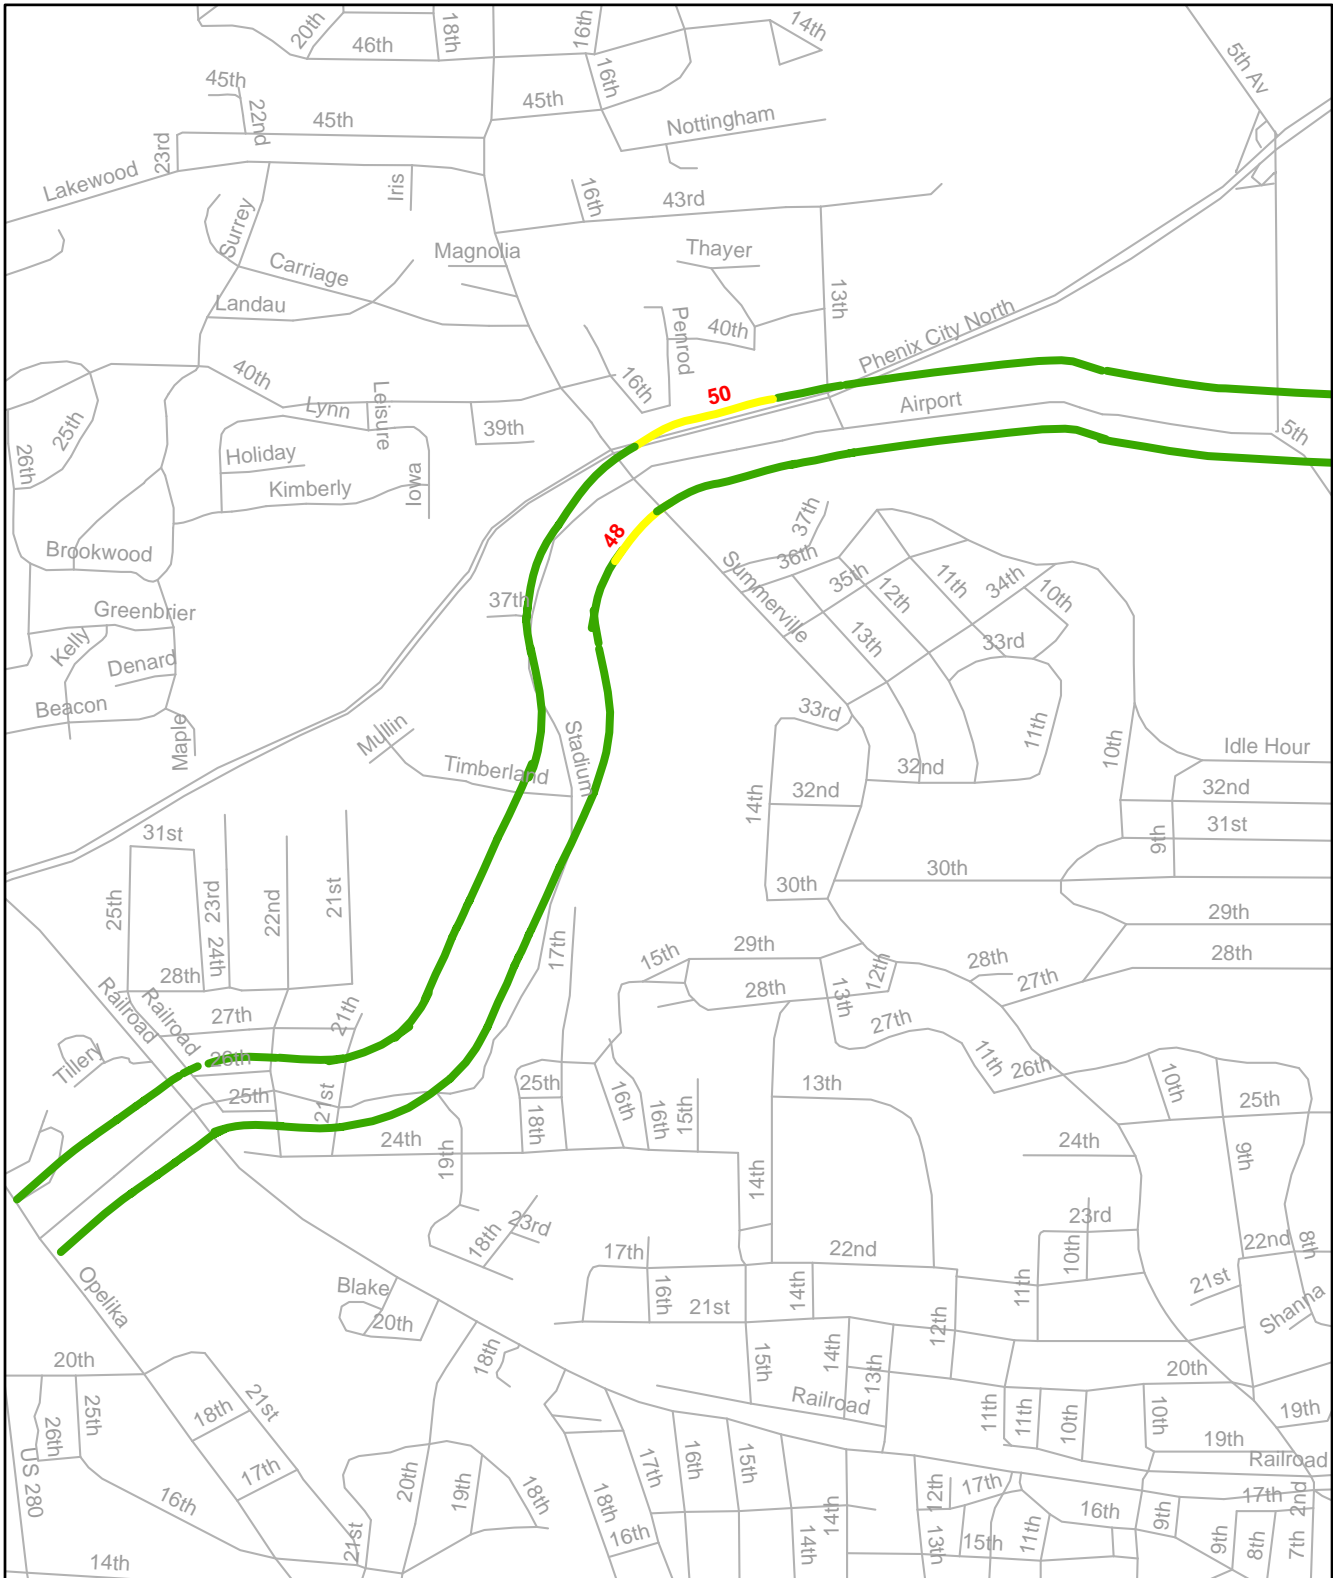 20th
18th
16th
14th
46th
5th Av
16th
45th
22nd
45th
45th
Nottingham
23rd
Lakewood
Iris
16th
43rd
Surrey
Magnolia
Thayer
Carriage
Landau
13th
Penrod
40th
Phenix City North
40th
16th
50
Lynn
Leisure
Airport
25th
39th
5th
26th
Holiday
Kimberly
Iowa
37th
48
Brookwood
36th
Summerville
35th
12th
11th
34th
10th
37th
Greenbrier
Kelly
Denard
13th
33rd
Beacon
Maple
Mullin
33rd
11th
Stadium
10th
Idle Hour
Timberland
32nd
32nd
32nd
14th
31st
31st
9th
30th
30th
25th
23rd
22nd
21st
29th
24th
17th
15th
29th
28th
28th
12th
28th
27th
28th
13th
Railroad
Railroad
27th
21th
27th
11th
26th
26th
Tillery
25th
21st
25th
18th
16th
16th
15th
13th
10th
25th
24th
19th
24th
9th
14th
23rd
18th
23rd
10th
22nd
8th
17th
22nd
Opelika
Blake
20th
16th
21st
14th
11th
21st
Shanna
12th
20th
18th
15th
14th
13th
20th
21st
18th
25th
26th
Railroad
11th
11th
10th
10th
19th
19th
US 280
17th
16th
20th
19th
18th
17th
16th
15th
Railroad
18th
16th
14th
12th
17th
16th
9th
17th
2nd
14th
21st
14th
13th
15th
11th
9th
8th
7th